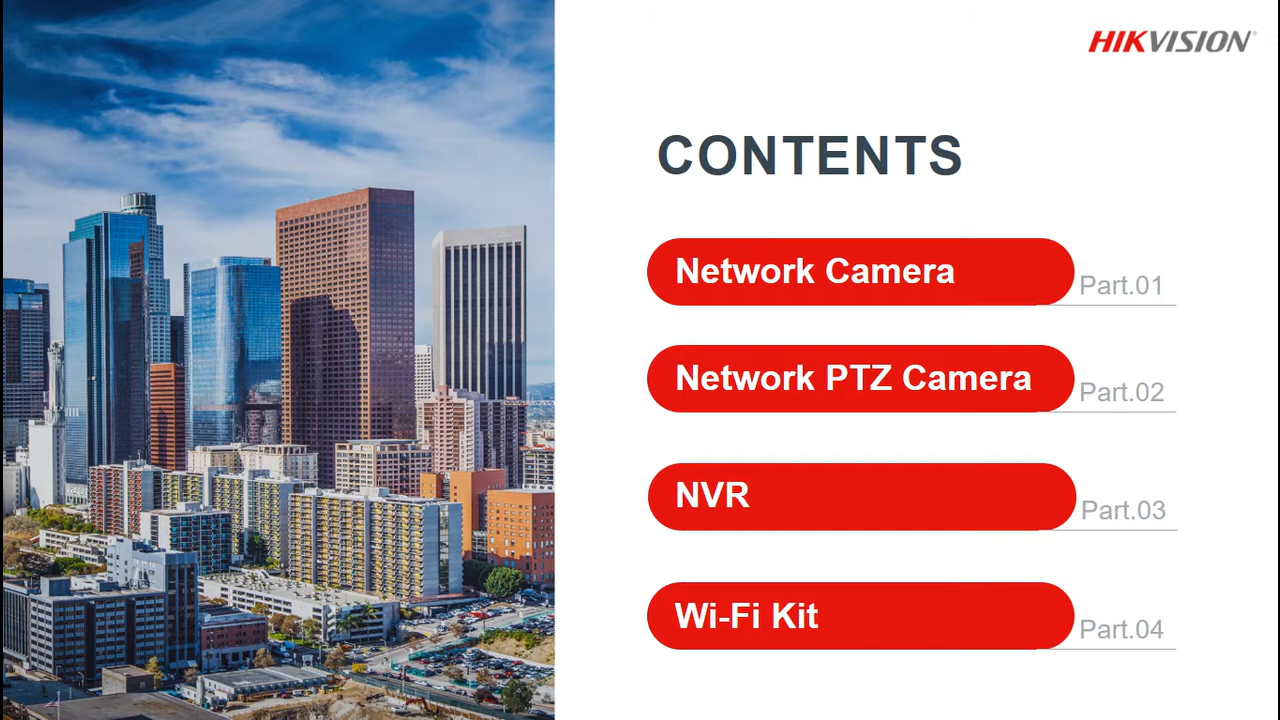 HIKVISION
CONTENTS
Network Camera
Part.01
Network PTZ Camera
Part.02
NVR
Part.03
Wi-Fi Kit
Part.04